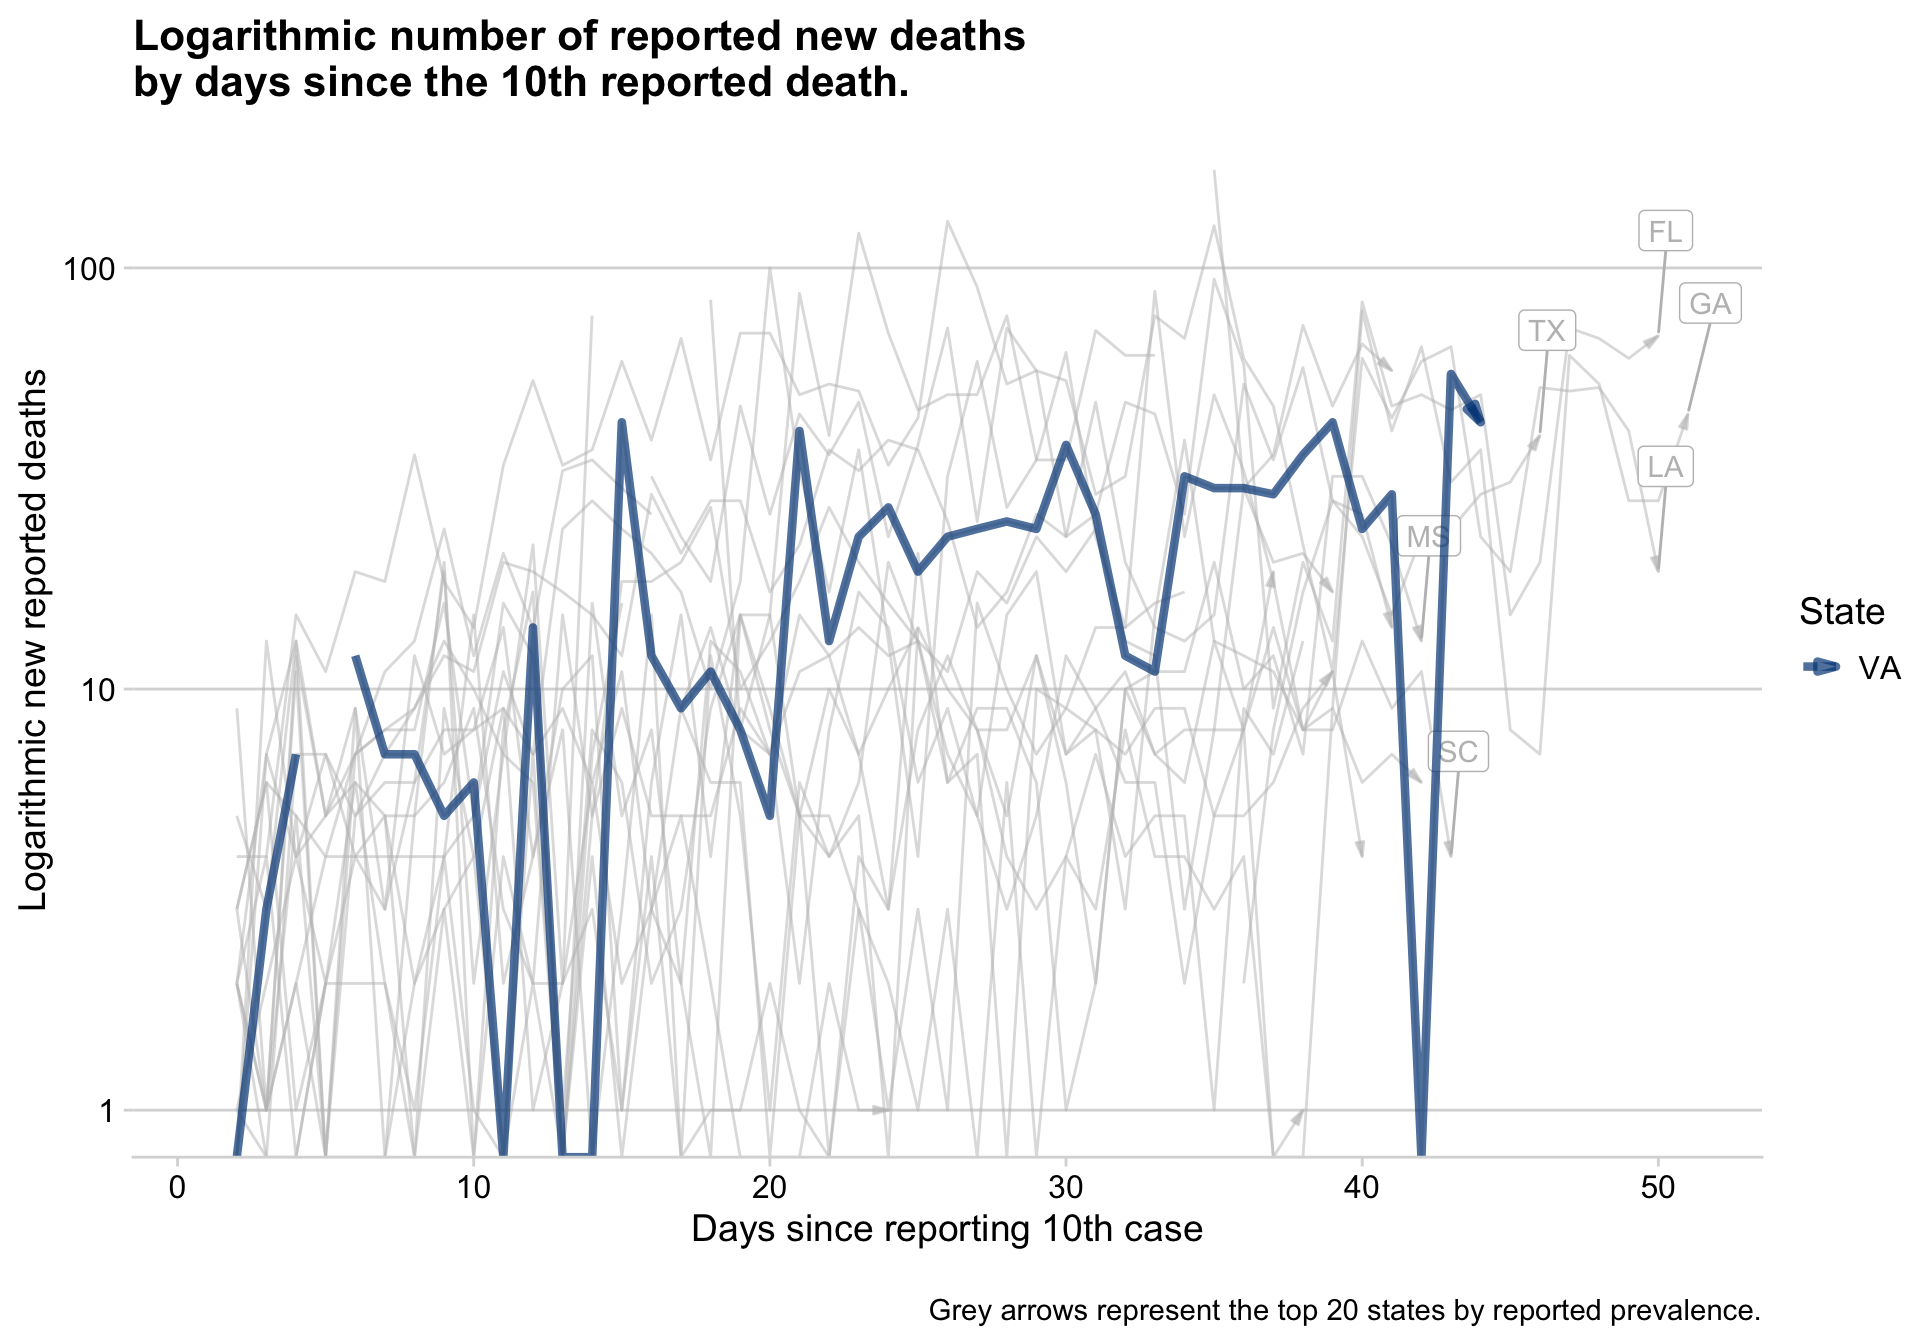 Logarithmic number of reported new deaths
by days since the 10th reported death.
Logarithmic new reported deaths
100
10
1
FL
GA
TX
LA
MS
SC
State
VA
0 10 20 30 40 50
Days since reporting 10th case
Grey arrows represent the top 20 states by reported prevalence.